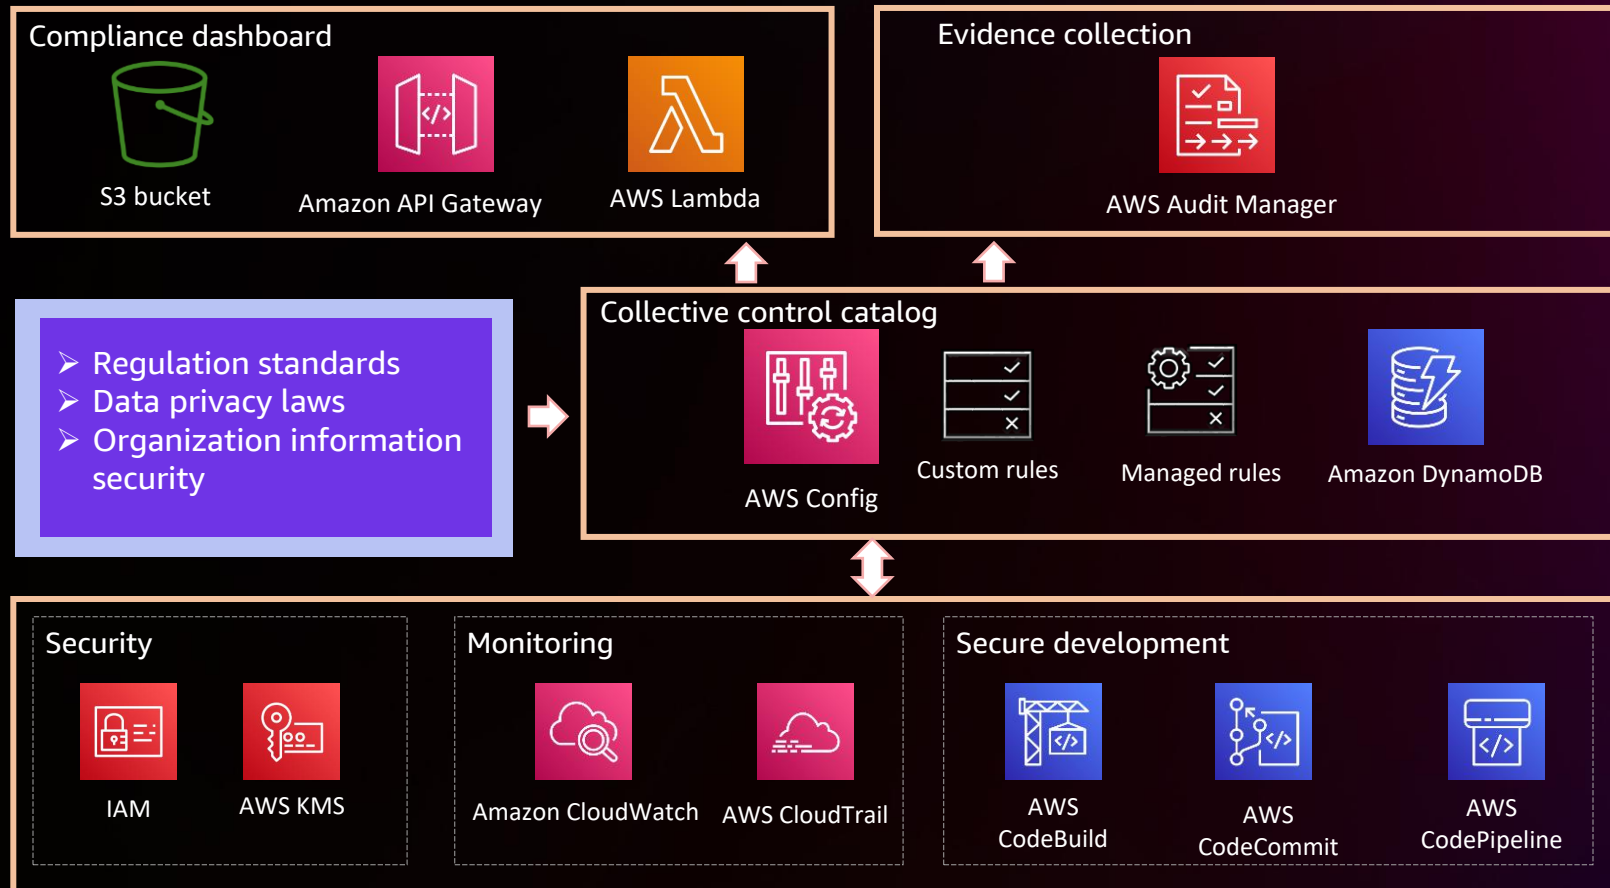 Compliance dashboard
S3 bucket
Amazon API Gateway
AWS Lambda
Evidence collection
AWS Audit Manager
➢ Regulation standards
➢ Data privacy laws
➢ Organization information
security
Collective control catalog
AWS Config
Custom rules
Managed rules
Amazon DynamoDB
Security
IAM
AWS KMS
Monitoring
Amazon CloudWatch
AWS CloudTrail
Secure development
AWS
CodeBuild
AWS
CodeCommit
AWS
CodePipeline